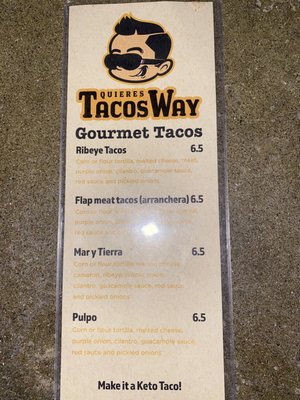 QUIERES
TACOSWAY
Gourmet Tacos
Ribeye Tacos 6.5
Corn or flour tortilla, melted cheese, meat,
purple onion, cilantro, guacamole sauce,
red sauce and pickled onions
Flap meat tacos (arranchera) 6.5
Corn or flour tortilla, melted cheese, meat,
purple onion, cilantro, guacamole sauce,
red sauce and pickled onions
Mar y Tierra 6.5
Corn or flour tortilla, melted cheese,
camaron, ribeye, purple onion,
cilantro, guacamole sauce, red sauce
and pickled onions
Pulpo 6.5
Corn or flour tortilla, melted cheese,
purple onion, cilantro, guacamole sauce,
red sauce and pickled onions
Make it a Keto Taco!